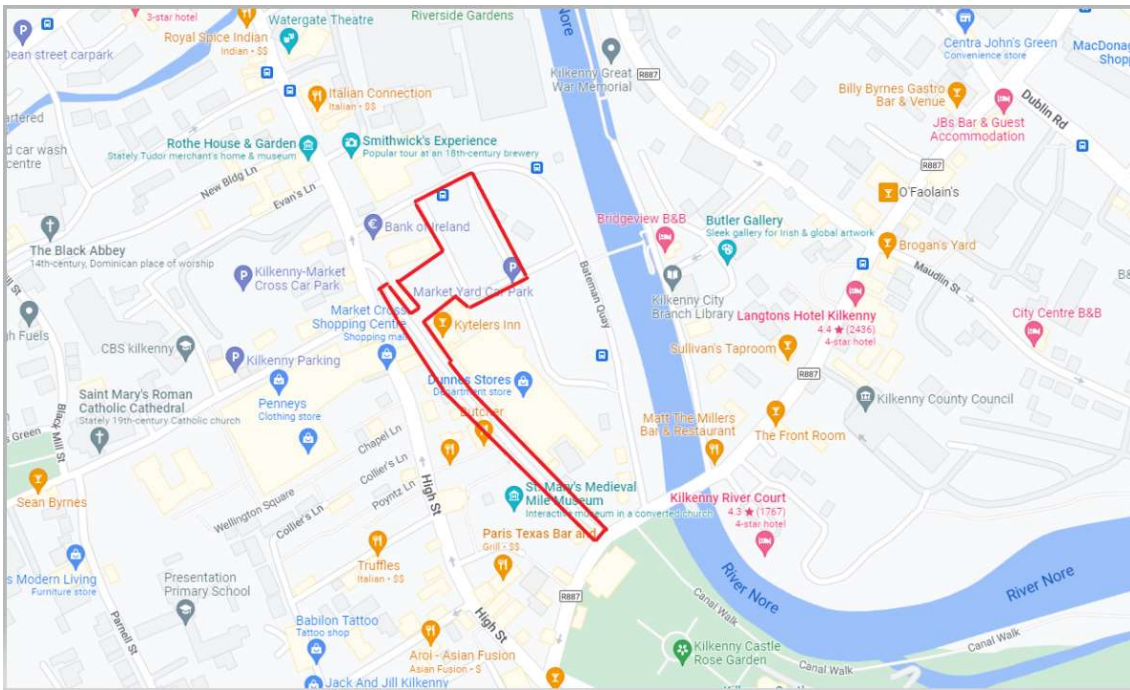 3-star hotel
Watergate Theatre
Riverside Gardens
Dean street carpark
Royal Spice Indian
Indian • $$
River
Nore
Kilkenny Great
War Memorial
R887
Centra John's Green
Convenience store
MacDonag
Shopp
Italian Connection
Italian • $$
Billy Byrnes Gastro
Bar & Venue
Dublin Rd
artered
d car wash
centre
Rothe House & Garden
Stately Tudor merchant's home & museum
Smithwick's Experience
Popular tour at an 18th-century brewery
JBs Bar & Guest
Accommodation
New Bldg Ln
Evan's Ln
R887
O'Faolain's
The Black Abbey
14th-century, Dominican place of worship
Bank of Ireland
Bridgeview B&B
Butler Gallery
Sleek gallery for Irish & global artwork
Brogan's Yard
Kilkenny-Market
Cross Car Park
Market Yard Car Park
Bateman Quay
Kilkenny City
Branch Library
Maudlin St
Mill St
gh Fuels
Market Cross
Shopping Centre
Shopping mall
Kytelers Inn
Langtons Hotel Kilkenny
4.4 ★ (2436)
4-star hotel
City Centre B&B
CBS kilkenny
Kilkenny Parking
Sullivan's Taproom
R887
Saint Mary's Roman
Catholic Cathedral
Stately 19th-century Catholic church
Penneys
Clothing store
Dunnes Stores
Department store
Kilkenny County Council
Butcher
Matt The Millers
Bar & Restaurant
The Front Room
Black Mill St
s Green
Chapel Ln
Collier's Ln
Poyntz Ln
Sean Byrnes
Wellington Square
Collier's Ln
High St
St. Mary's Medieval
Mile Museum
Interactive museum in a converted church
Kilkenny River Court
4.3 ★ (1767)
4-star hotel
Paris Texas Bar and
Grill • $$
Truffles
Italian • $$
s Modern Living
Furniture store
Presentation
Primary School
R887
River Nore
River Nore
Canal Walk
Canal Walk
Canal Walk
Parnell St
Babilon Tattoo
Tattoo shop
High St
Aroi - Asian Fusion
Asian Fusion • $
Kilkenny Castle
Rose Garden
Jack And Jill Kilkenny